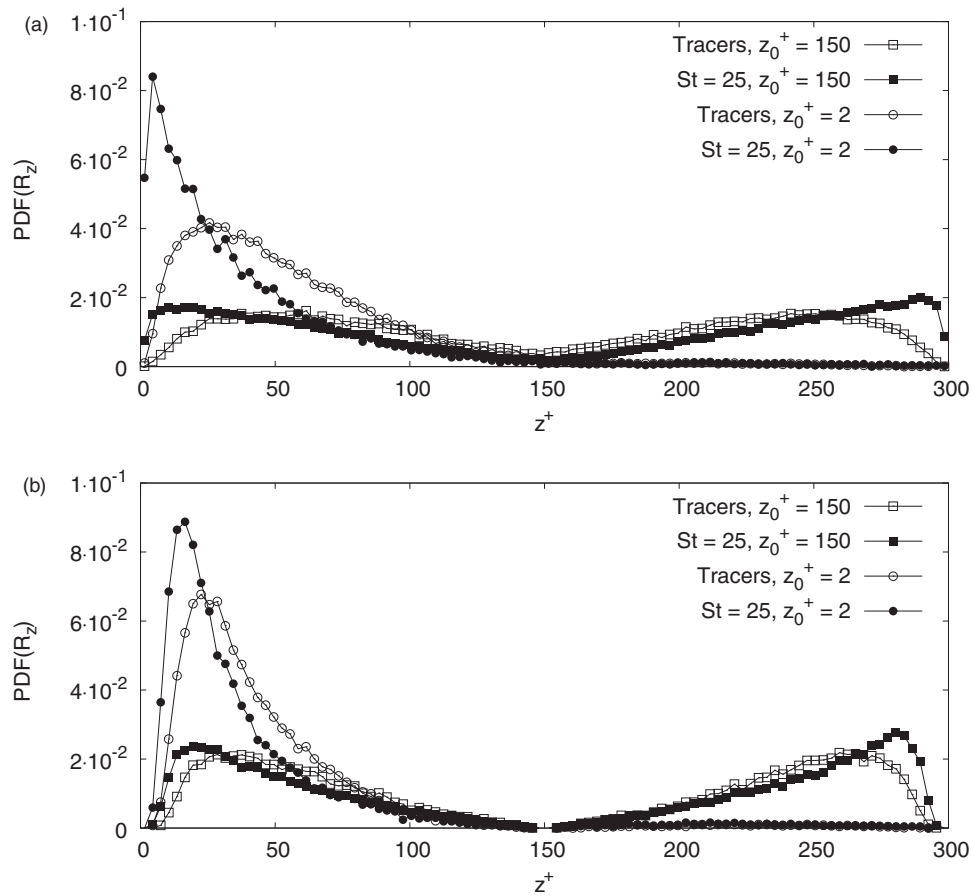 (a)
1·10⁻¹
8·10⁻²
6·10⁻²
4·10⁻²
2·10⁻²
0
PDF(R_z)
Tracers, z₀⁺ = 150
St = 25, z₀⁺ = 150
Tracers, z₀⁺ = 2
St = 25, z₀⁺ = 2
0 50 100 150 200 250 300
z⁺
(b)
1·10⁻¹
8·10⁻²
6·10⁻²
4·10⁻²
2·10⁻²
0
PDF(R_z)
Tracers, z₀⁺ = 150
St = 25, z₀⁺ = 150
Tracers, z₀⁺ = 2
St = 25, z₀⁺ = 2
0 50 100 150 200 250 300
z⁺